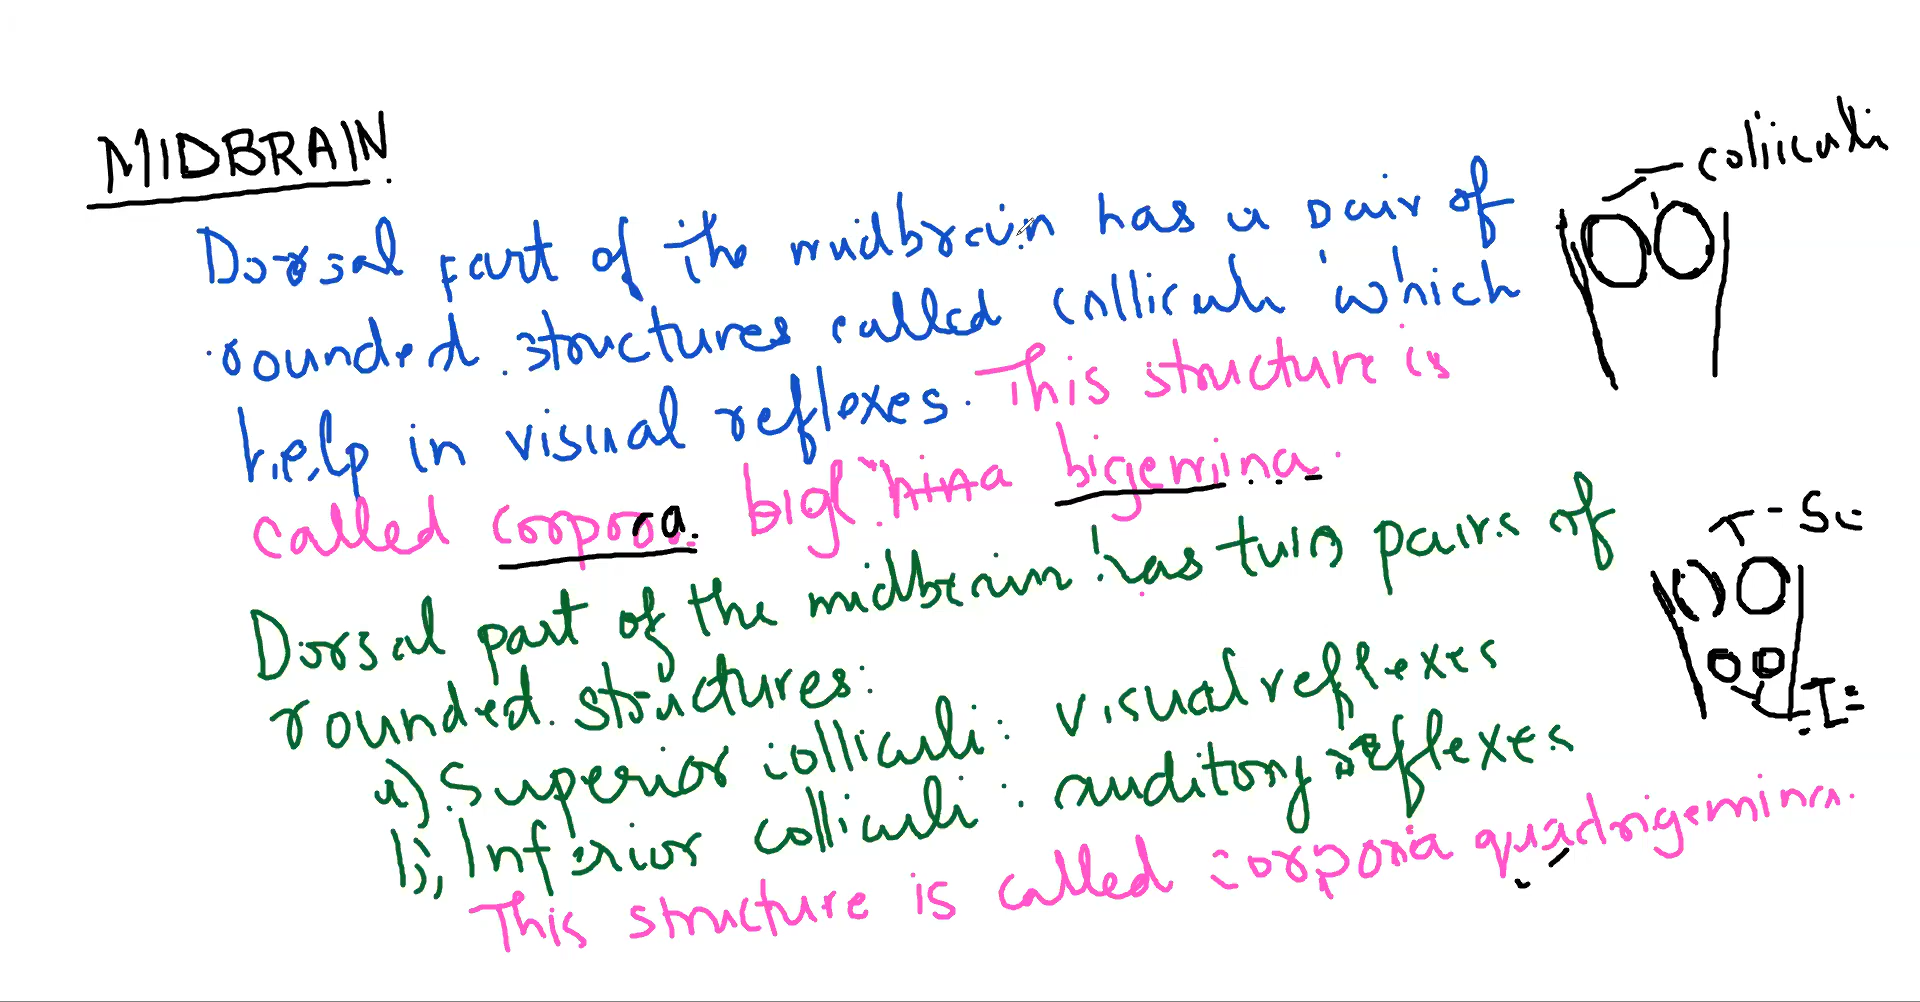 MIDBRAIN
colliculi
Dorsal part of the midbrain has a pair of
rounded structures called colliculi which
help in visual reflexes. This structure is
called corpora bigemina.
Dorsal part of the midbrain has two pairs of
rounded structures:
a) Superior colliculi: visual reflexes
b) Inferior colliculi: auditory reflexes
This structure is called corpora quadrigemina.